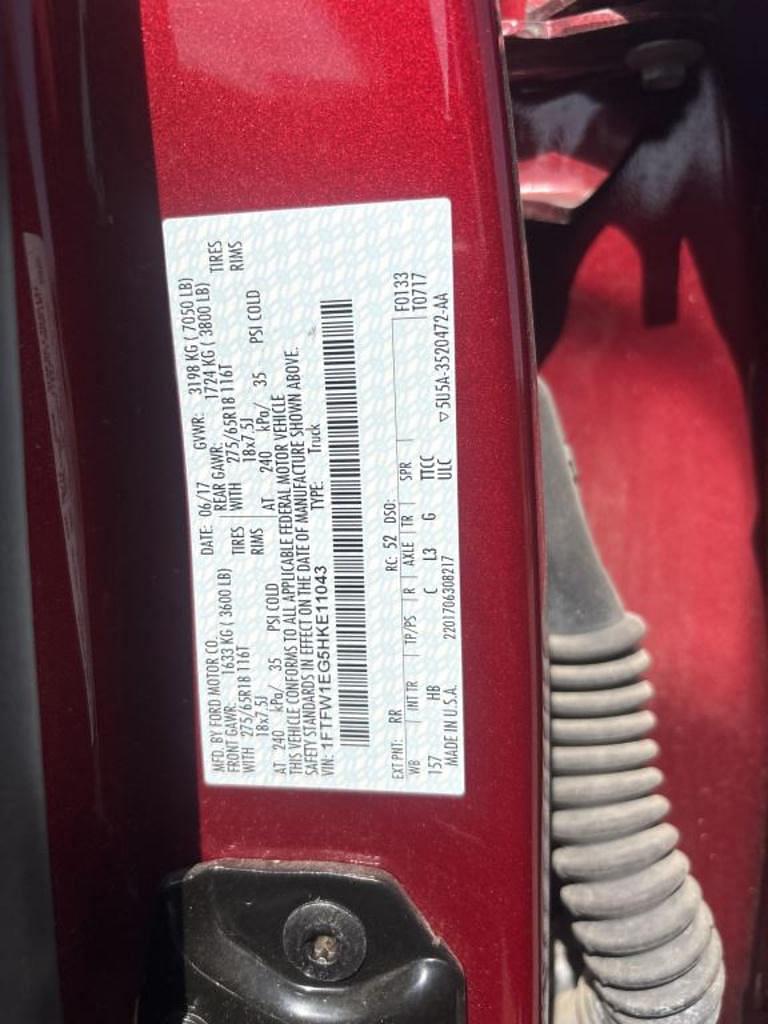 MFD. BY FORD MOTOR CO.
DATE: 06/17 GVWR: 3198 KG ( 7050 LB)
FRONT GAWR: 1633 KG ( 3600 LB)
REAR GAWR: 1724 KG ( 3800 LB)
WITH 275/65R18 116T TIRES
WITH 275/65R18 116T TIRES
18x7.5J RIMS
18x7.5J RIMS
AT 240 kPa/ 35 PSI COLD
AT 240 kPa/ 35 PSI COLD
THIS VEHICLE CONFORMS TO ALL APPLICABLE FEDERAL MOTOR VEHICLE
SAFETY STANDARDS IN EFFECT ON THE DATE OF MANUFACTURE SHOWN ABOVE.
VIN: 1FTFW1EG5HKE11043 TYPE: Truck
EXT PNT: RR RC: 52 DSO: F0133
WB INT TR TP/PS R AXLE TR SPR T0717
157 HB C L3 G TTCC
MADE IN U.S.A. 2201706308217 ULC ▽5U5A-3520472-AA